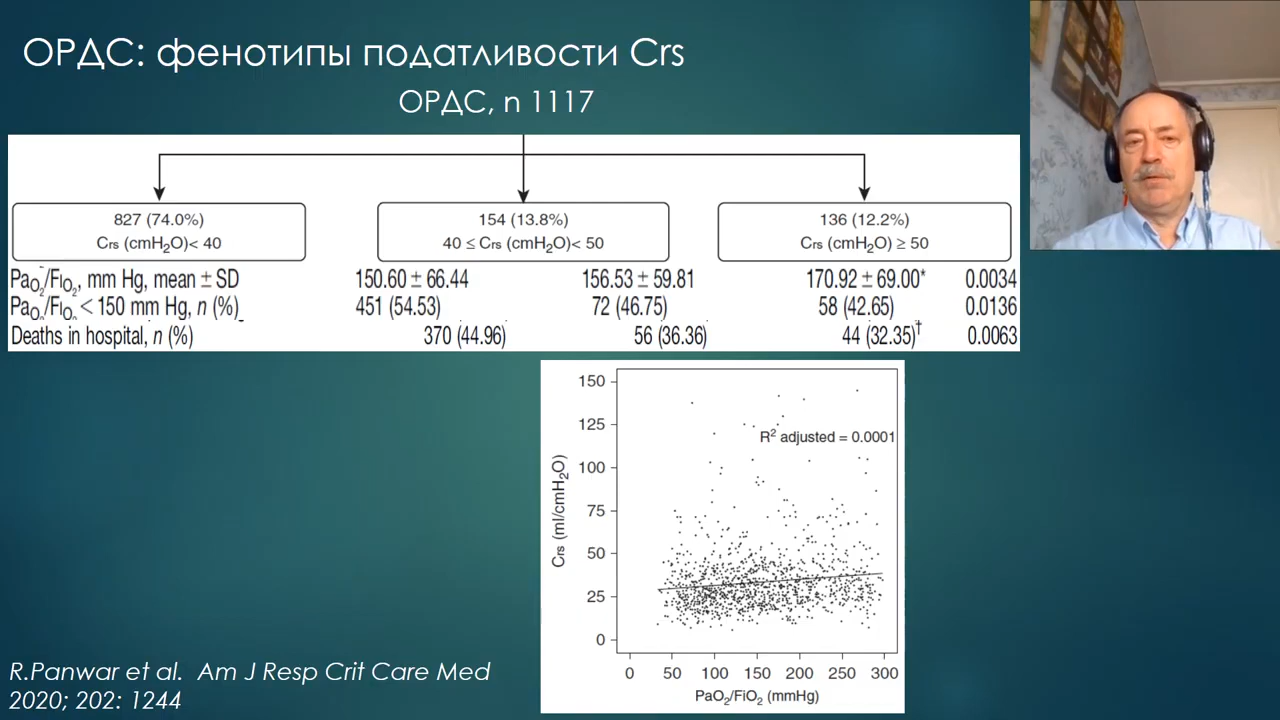 ОРДС: фенотипы податливости Crs
ОРДС, n 1117
827 (74.0%)
Crs (cmH2O)< 40
154 (13.8%)
40 ≤ Crs (cmH2O)< 50
136 (12.2%)
Crs (cmH2O) ≥ 50
PaO2/FIO2, mm Hg, mean ± SD 150.60 ± 66.44 156.53 ± 59.81 170.92 ± 69.00* 0.0034
PaO2/FIO2 < 150 mm Hg, n (%) 451 (54.53) 72 (46.75) 58 (42.65) 0.0136
Deaths in hospital, n (%) 370 (44.96) 56 (36.36) 44 (32.35)† 0.0063
150
125
R2 adjusted = 0.0001
100
75
50
25
0
Crs (ml/cmH2O)
0 50 100 150 200 250 300
PaO2/FiO2 (mmHg)
R.Panwar et al. Am J Resp Crit Care Med
2020; 202: 1244